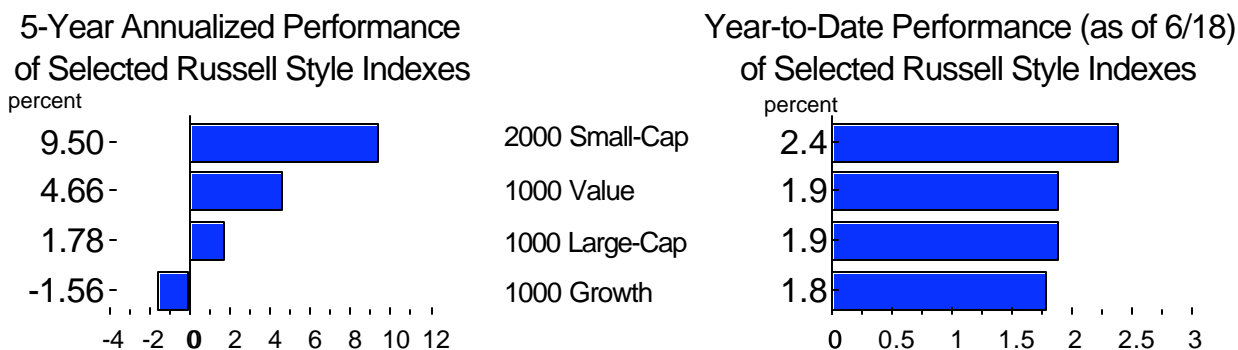 5-Year Annualized Performance
of Selected Russell Style Indexes
percent
9.50
4.66
1.78
-1.56
-4 -2 0 2 4 6 8 10 12
2000 Small-Cap
1000 Value
1000 Large-Cap
1000 Growth
Year-to-Date Performance (as of 6/18)
of Selected Russell Style Indexes
percent
2.4
1.9
1.9
1.8
0 0.5 1 1.5 2 2.5 3